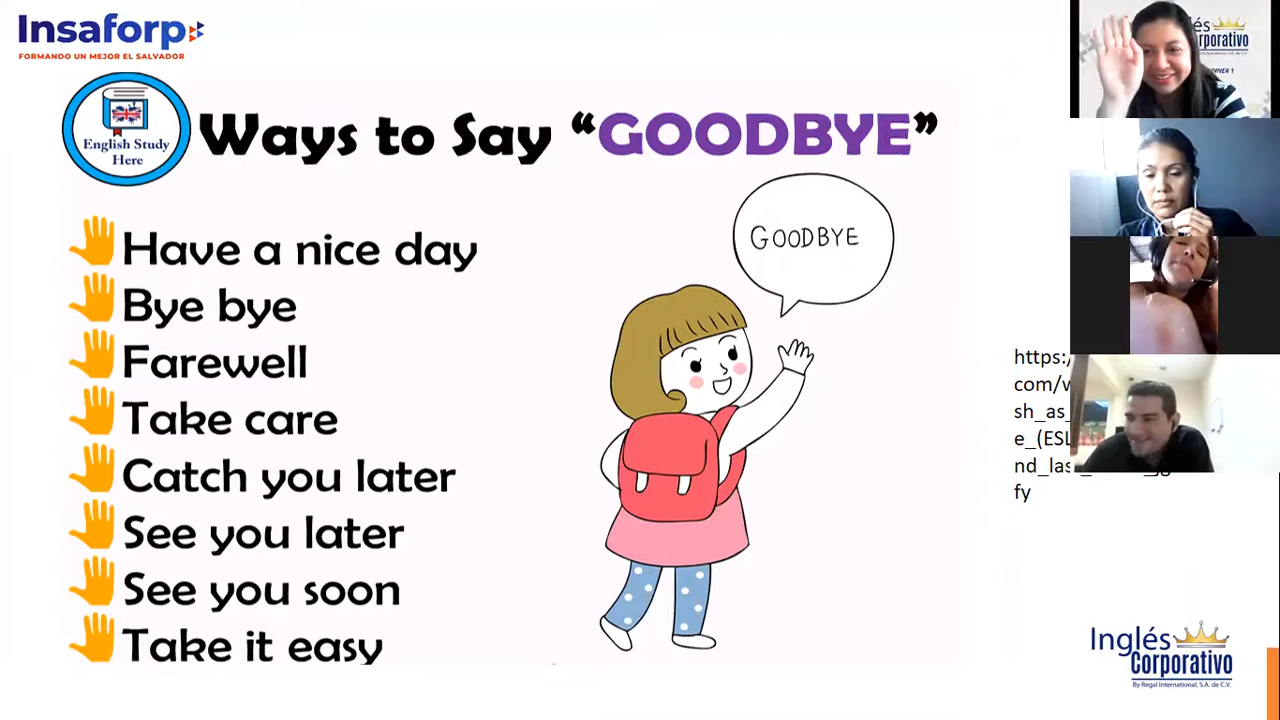 Insaforp
FORMANDO UN MEJOR EL SALVADOR
English Study
Here
Ways to Say “GOODBYE”
GOODBYE
Have a nice day
Bye bye
Farewell
Take care
Catch you later
See you later
See you soon
Take it easy
https:/
com/w
sh_as_
e_(ESL
nd_las
fy
Inglés
Corporativo
By Regal International, S.A. de C.V.